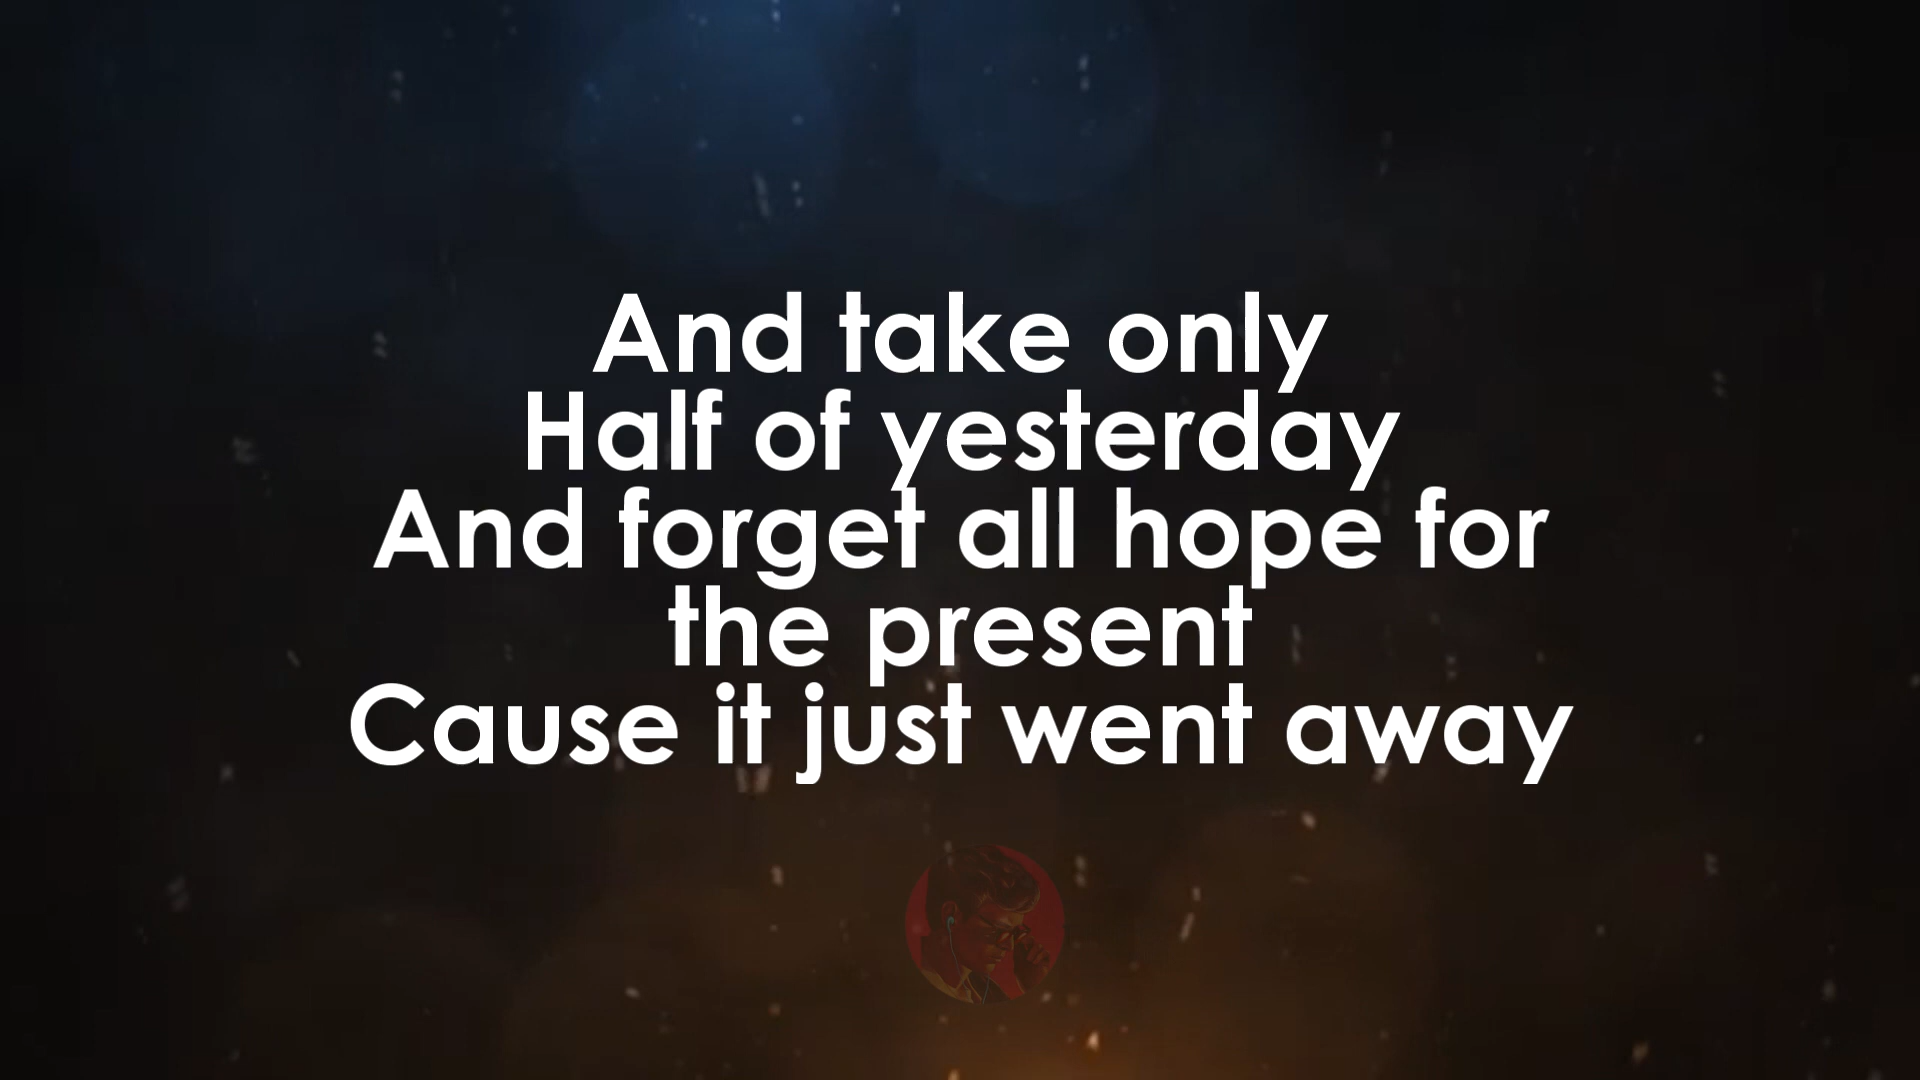 And take only
Half of yesterday
And forget all hope for
the present
Cause it just went away